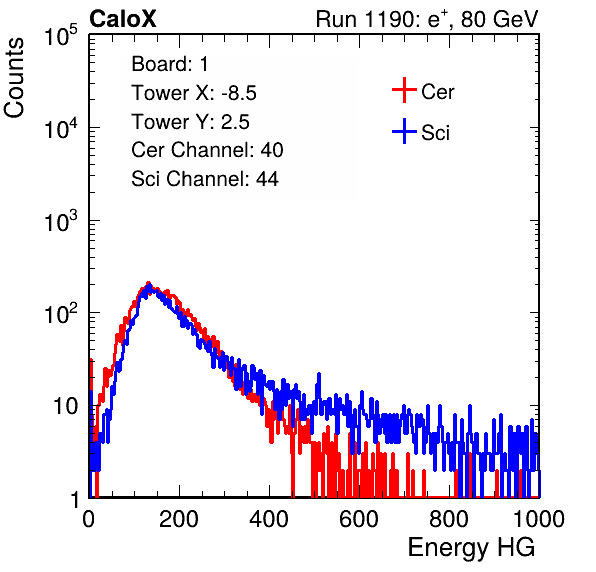 CaloX Run 1190: e⁺, 80 GeV
Counts
Board: 1
Tower X: -8.5
Tower Y: 2.5
Cer Channel: 40
Sci Channel: 44
Cer
Sci
10⁵
10⁴
10³
10²
10
1
0 200 400 600 800 1000
Energy HG